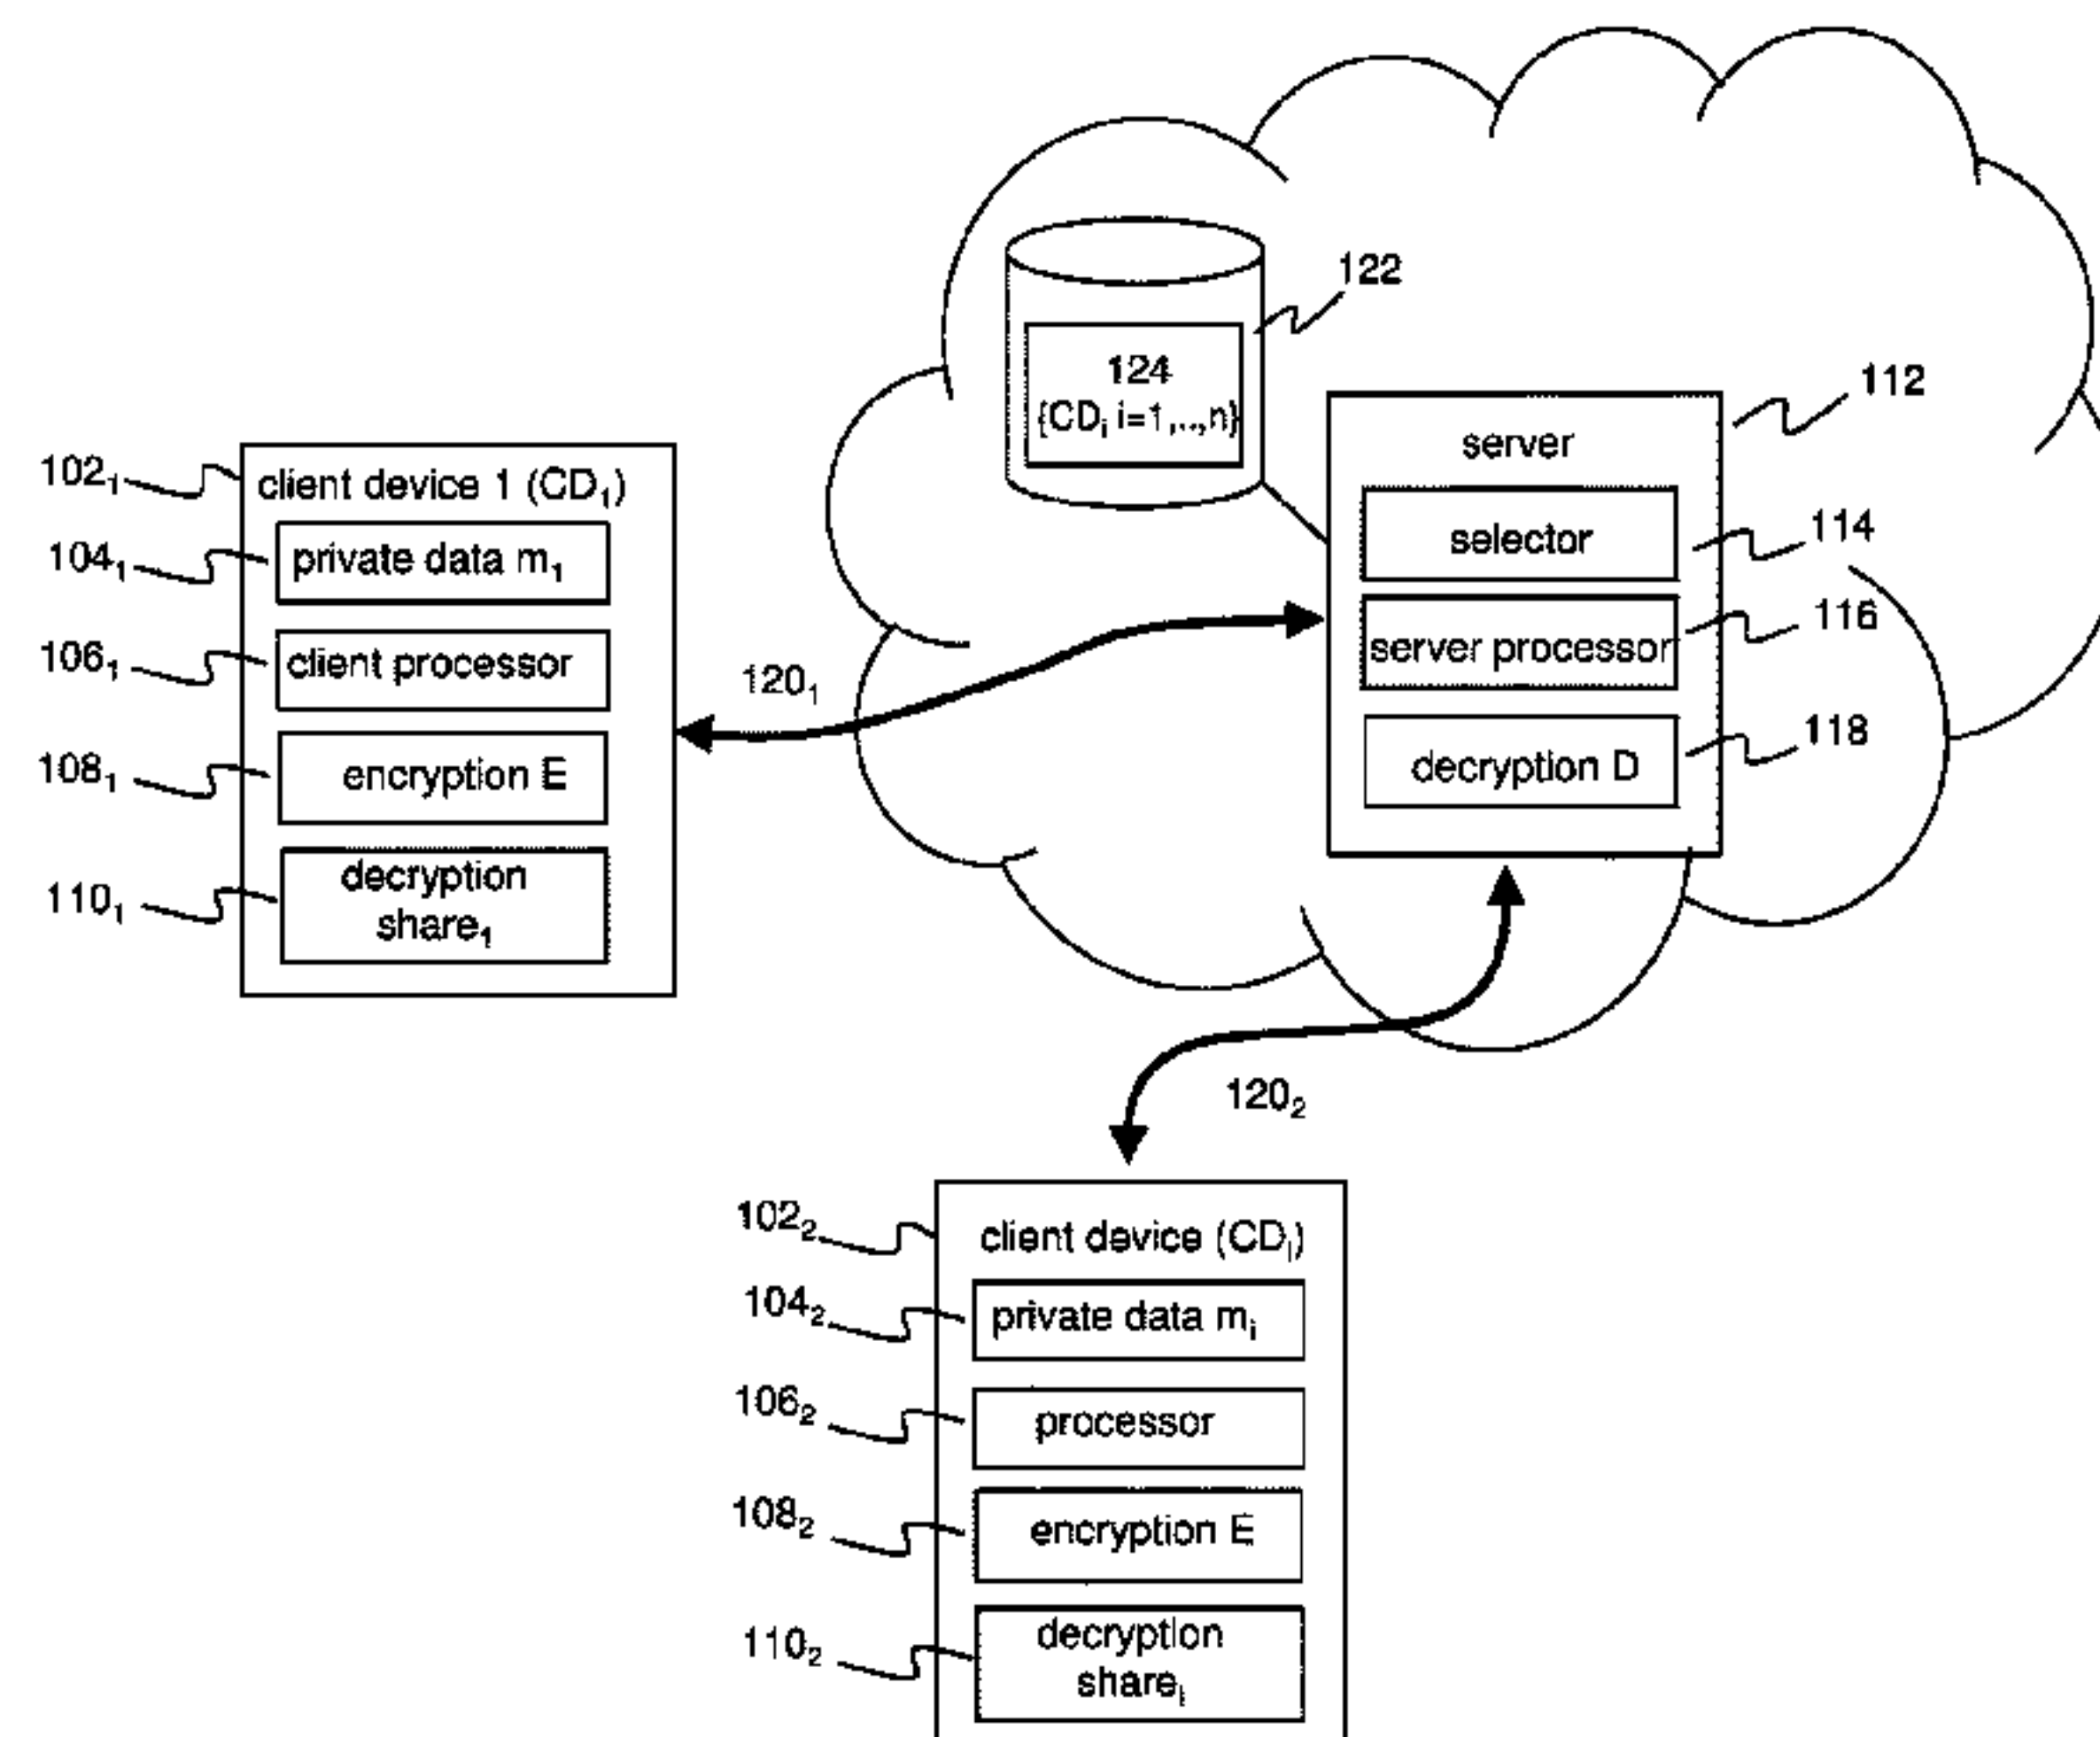 122
124
{CDi i=1,..,n}
112
server
selector
114
server processor
116
decryption D
118
1021
client device 1 (CD1)
1041
private data m1
1061
client processor
1081
encryption E
1101
decryption
share1
1201
1202
1022
client device (CDi)
1042
private data mi
1062
processor
1082
encryption E
1102
decryption
sharei